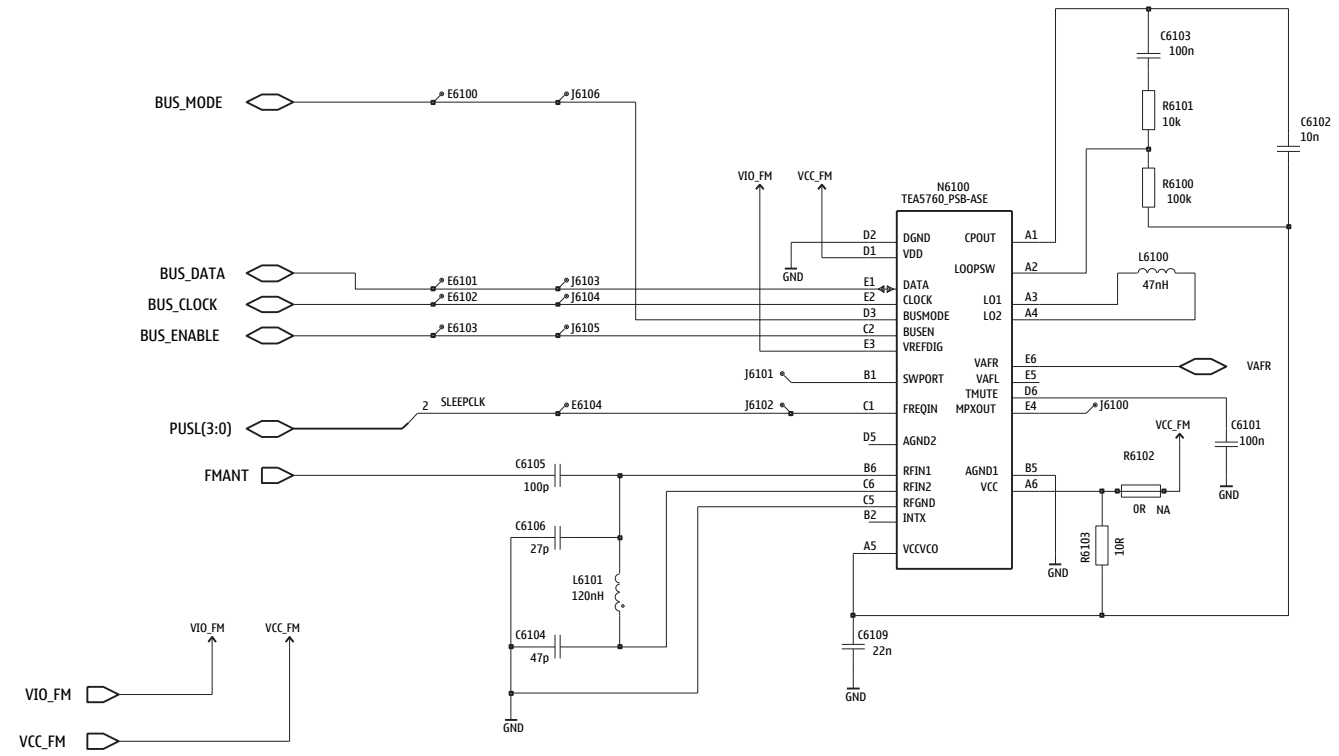 C6103
100n
BUS_MODE
E6100
J6106
R6101
10k
C6102
10n
VIO_FM
VCC_FM
N6100
TEA5760_PSB-ASE
R6100
100k
D2
DGND
CPOUT
A1
D1
VDD
GND
LOOPSW
A2
L6100
47nH
BUS_DATA
E6101
J6103
E1
DATA
BUS_CLOCK
E6102
J6104
E2
CLOCK
LO1
A3
D3
BUSMODE
LO2
A4
BUS_ENABLE
E6103
J6105
C2
BUSEN
E3
VREFDIG
VAFR
E6
VAFR
J6101
B1
SWPORT
VAFL
E5
TMUTE
D6
2
SLEEPCLK
E6104
J6102
C1
FREQIN
MPXOUT
E4
J6100
PUSL(3:0)
VCC_FM
C6101
100n
D5
AGND2
R6102
FMANT
C6105
100p
B6
RFIN1
AGND1
B5
C6
RFIN2
VCC
A6
GND
C5
RFGND
0R
NA
B2
INTX
C6106
27p
R6103
10R
A5
VCCVCO
GND
L6101
120nH
VIO_FM
VCC_FM
C6104
47p
C6109
22n
VIO_FM
GND
GND
VCC_FM